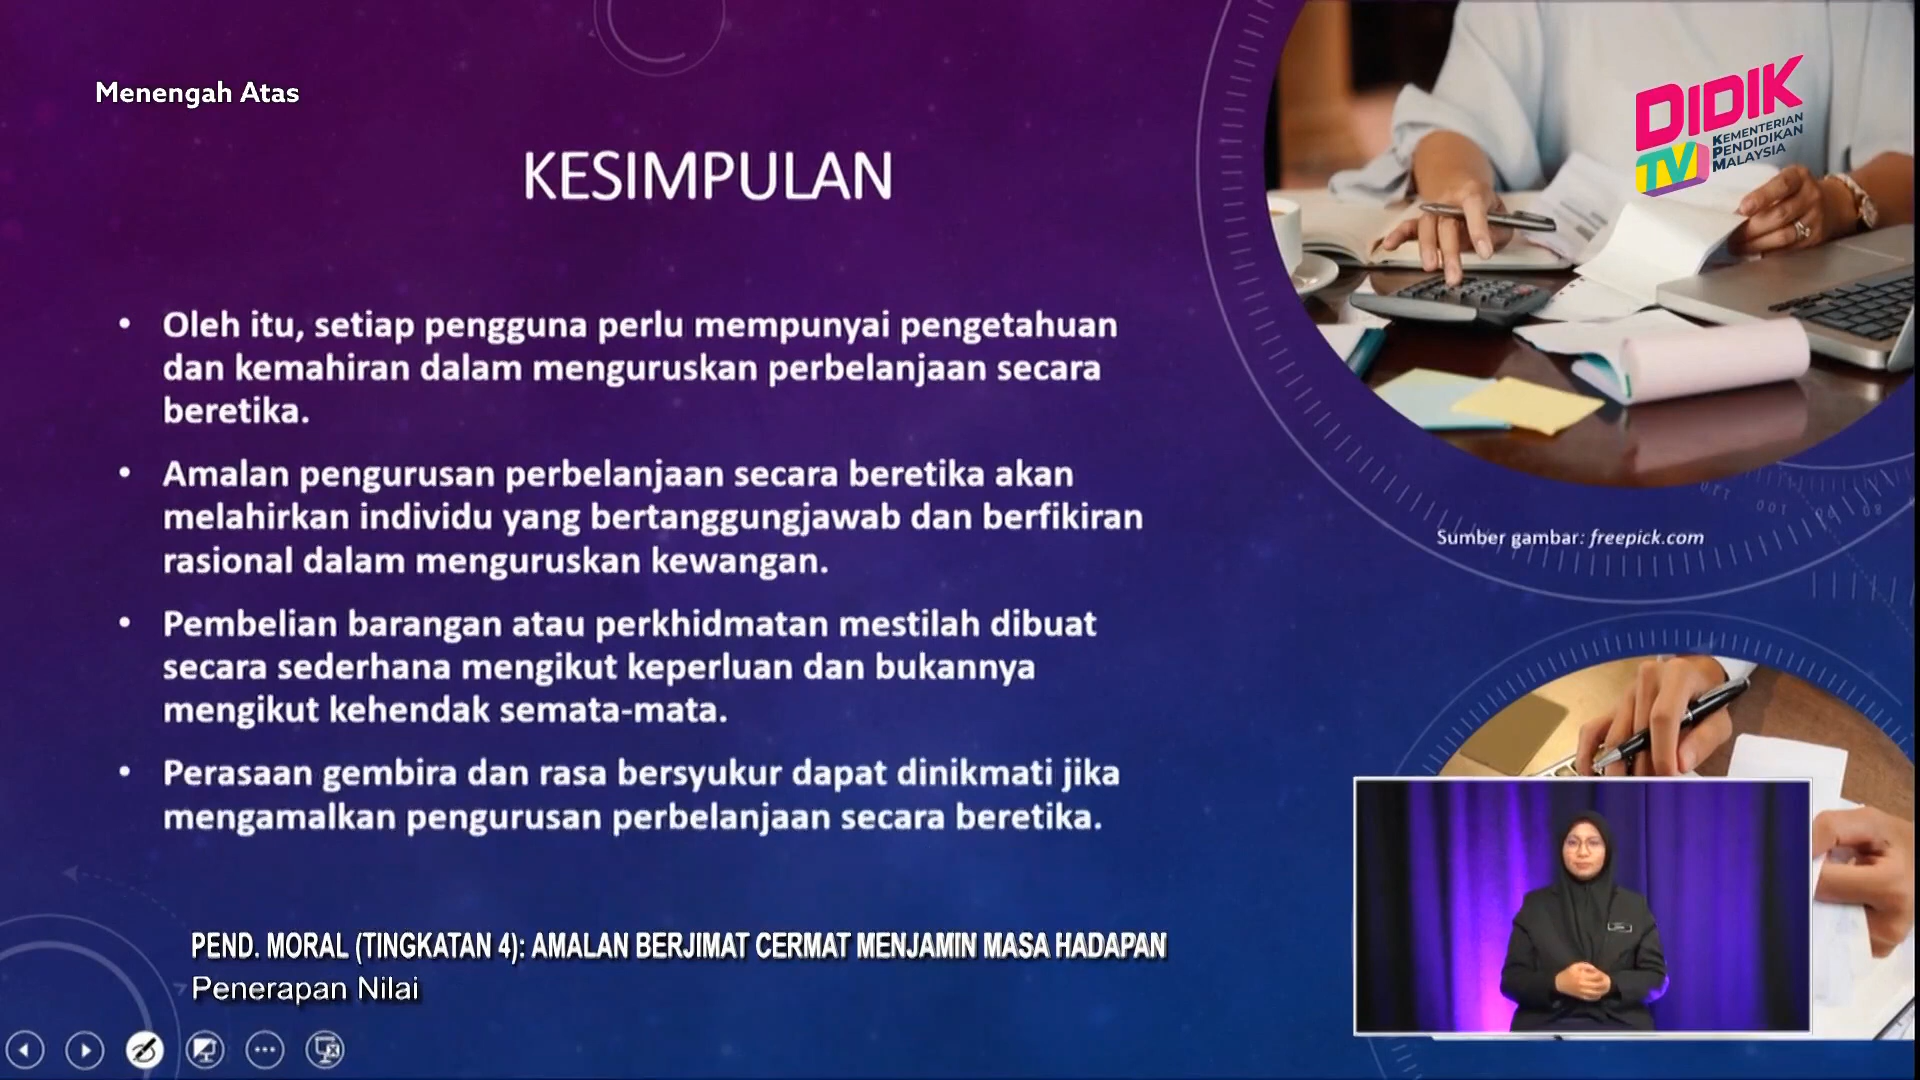 Menengah Atas
DIDIK
TV
KEMENTERIAN
PENDIDIKAN
MALAYSIA
KESIMPULAN
• Oleh itu, setiap pengguna perlu mempunyai pengetahuan
dan kemahiran dalam menguruskan perbelanjaan secara
beretika.
• Amalan pengurusan perbelanjaan secara beretika akan
melahirkan individu yang bertanggungjawab dan berfikiran
rasional dalam menguruskan kewangan.
• Pembelian barangan atau perkhidmatan mestilah dibuat
secara sederhana mengikut keperluan dan bukannya
mengikut kehendak semata-mata.
• Perasaan gembira dan rasa bersyukur dapat dinikmati jika
mengamalkan pengurusan perbelanjaan secara beretika.
Sumber gambar: freepick.com
PEND. MORAL (TINGKATAN 4): AMALAN BERJIMAT CERMAT MENJAMIN MASA HADAPAN
Penerapan Nilai